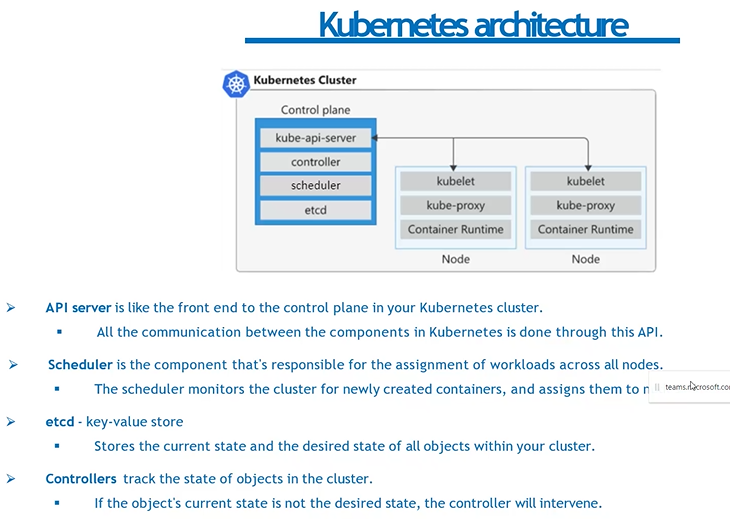 Kubernetes architecture
Kubernetes Cluster
Control plane
kube-api-server
controller
scheduler
etcd
kubelet
kube-proxy
Container Runtime
Node
kubelet
kube-proxy
Container Runtime
Node
➢ API server is like the front end to the control plane in your Kubernetes cluster.
▪ All the communication between the components in Kubernetes is done through this API.
➢ Scheduler is the component that's responsible for the assignment of workloads across all nodes.
▪ The scheduler monitors the cluster for newly created containers, and assigns them to
➢ etcd - key-value store
▪ Stores the current state and the desired state of all objects within your cluster.
➢ Controllers track the state of objects in the cluster.
▪ If the object's current state is not the desired state, the controller will intervene.